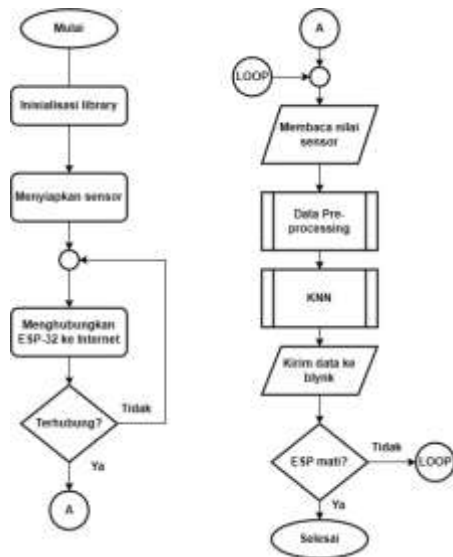 Mulai
Inisialisasi library
Menyiapkan sensor
Menghubungkan
ESP-32 ke Internet
Terhubung?
Tidak
Ya
A
A
LOOP
Membaca nilai
sensor
Data Pre-
processing
KNN
Kirim data ke
blynk
ESP mati?
Tidak
LOOP
Ya
Selesai